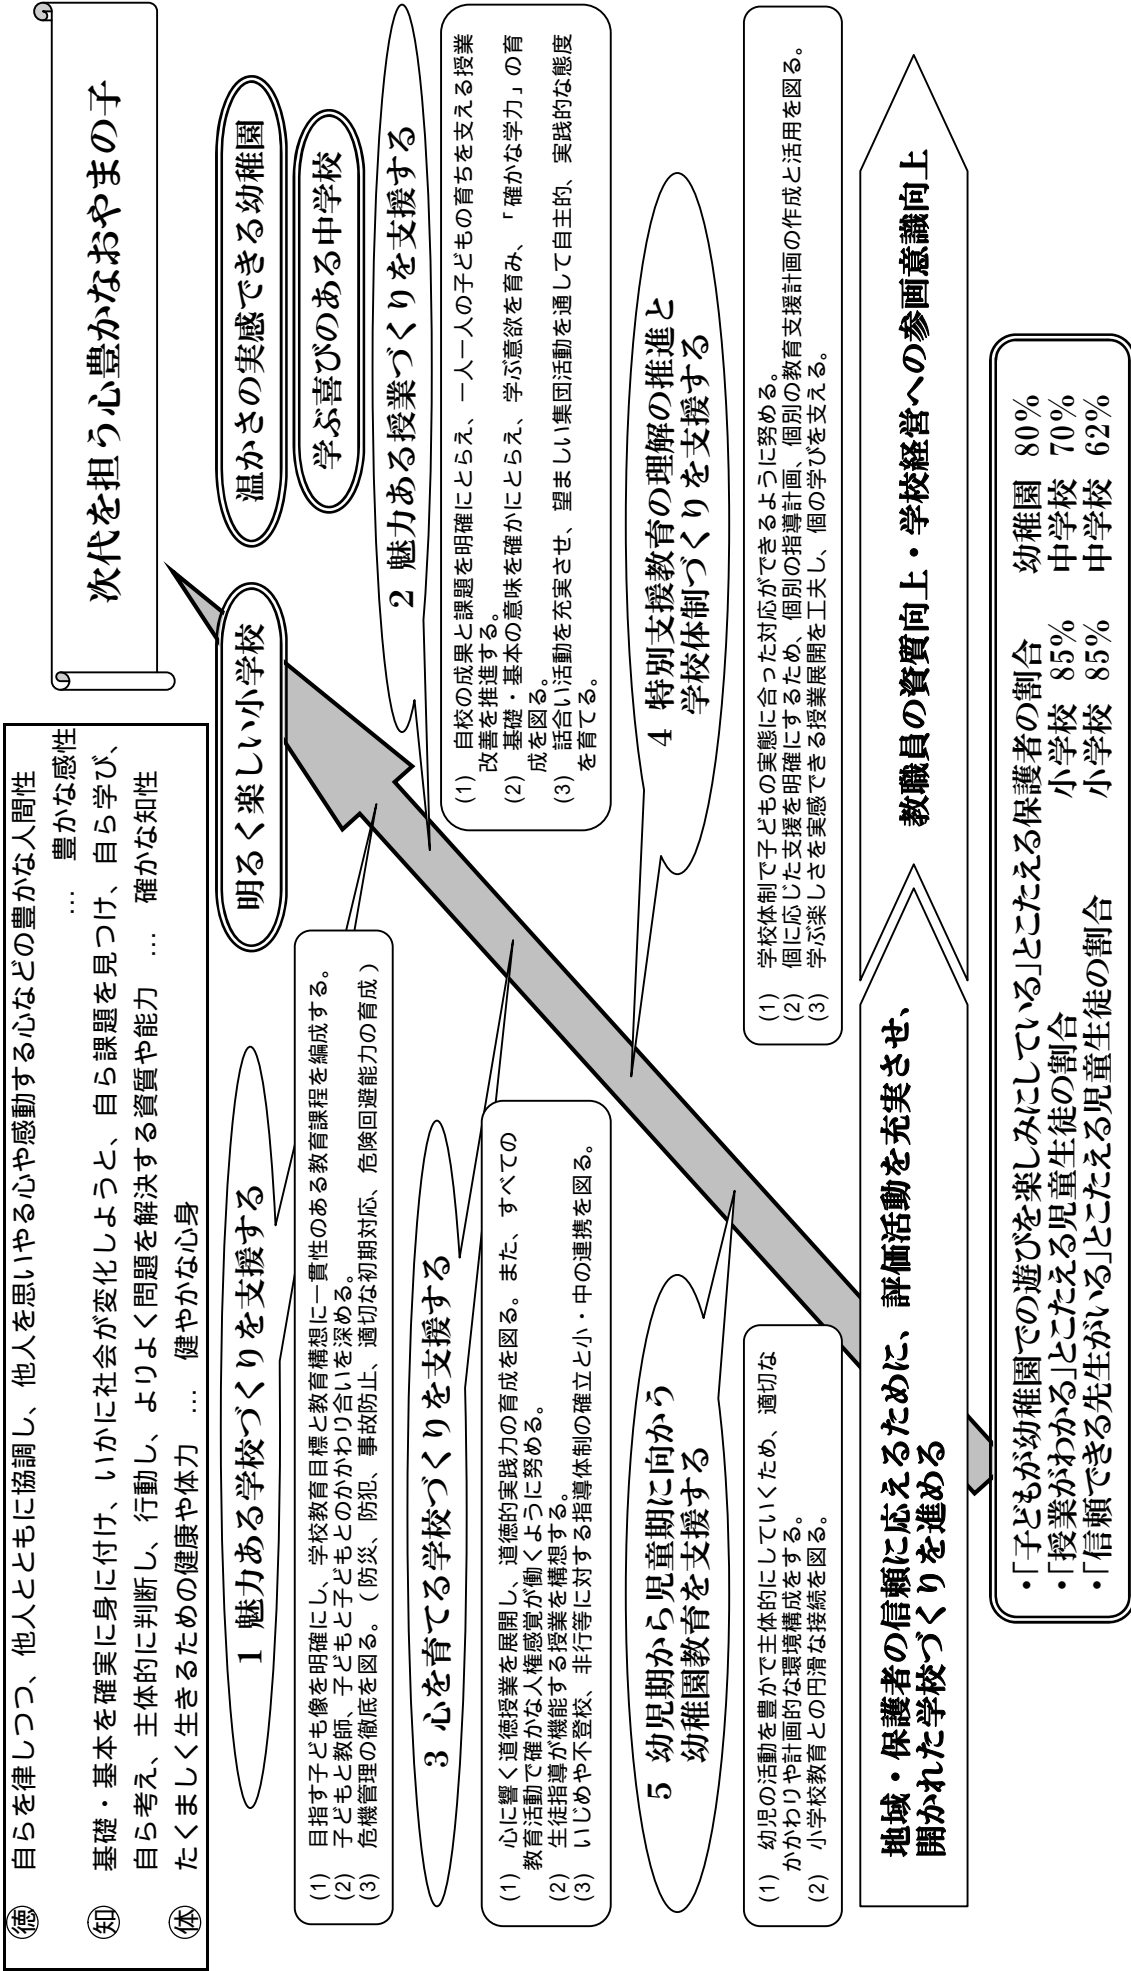 次代を担う心豊かなおやまの子
㊣徳 自らを律しつつ、他人とともに協調し、他人を思いやる心や感動する心などの豊かな人間性
… 豊かな感性
㊣知 基礎・基本を確実に身に付け、いかに社会が変化しようと、自ら課題を見つけ、自ら学び、
自ら考え、主体的に判断し、行動し、よりよく問題を解決する資質や能力 … 確かな知性
㊣体 たくましく生きるための健康や体力 … 健やかな心身
明るく楽しい小学校
温かさの実感できる幼稚園
学ぶ喜びのある中学校
1 魅力ある学校づくりを支援する
(1) 目指す子ども像を明確にし、学校教育目標と教育構想に一貫性のある教育課程を編成する。
(2) 子どもと教師、子どもと子どもとのかかわり合いを深める。
(3) 危機管理の徹底を図る。(防災、防犯、事故防止、適切な初期対応、危険回避能力の育成)
2 魅力ある授業づくりを支援する
(1) 自校の成果と課題を明確にとらえ、一人一人の子どもの育ちを支える授業
改善を推進する。
(2) 基礎・基本の意味を確かにとらえ、学ぶ意欲を育み、「確かな学力」の育
成を図る。
(3) 話合い活動を充実させ、望ましい集団活動を通して自主的、実践的な態度
を育てる。
3 心を育てる学校づくりを支援する
(1) 心に響く道徳授業を展開し、道徳的実践力の育成を図る。また、すべての
教育活動で確かな人権感覚が働くように努める。
(2) 生徒指導が機能する授業を構想する。
(3) いじめや不登校、非行等に対する指導体制の確立と小・中の連携を図る。
4 特別支援教育の理解の推進と
学校体制づくりを支援する
(1) 学校体制で子どもの実態に合った対応ができるように努める。
(2) 個に応じた支援を明確にするため、個別の指導計画、個別の教育支援計画の作成と活用を図る。
(3) 学ぶ楽しさを実感できる授業展開を工夫し、個の学びを支える。
5 幼児期から児童期に向かう
幼稚園教育を支援する
(1) 幼児の活動を豊かで主体的にしていくため、適切な
かかわりや計画的な環境構成をする。
(2) 小学校教育との円滑な接続を図る。
地域・保護者の信頼に応えるために、評価活動を充実させ、
開かれた学校づくりを進める
教職員の資質向上・学校経営への参画意識向上
・「子どもが幼稚園での遊びを楽しみにしている」とこたえる保護者の割合 幼稚園 80%
・「授業がわかる」とこたえる児童生徒の割合 小学校 85% 中学校 70%
・「信頼できる先生がいる」とこたえる児童生徒の割合 小学校 85% 中学校 62%